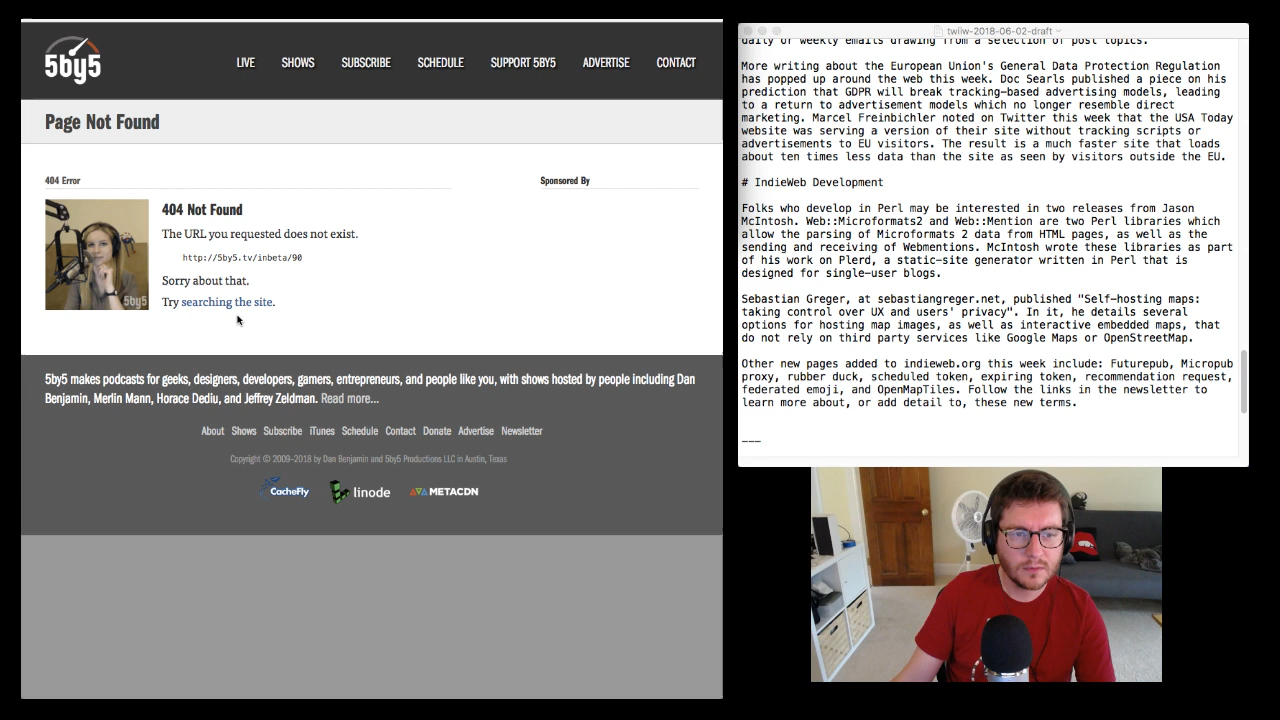 5by5
LIVE SHOWS SUBSCRIBE SCHEDULE SUPPORT 5BY5 ADVERTISE CONTACT
Page Not Found
404 Error
Sponsored By
5by5
404 Not Found
The URL you requested does not exist.
http://5by5.tv/inbeta/90
Sorry about that.
Try searching the site.
5by5 makes podcasts for geeks, designers, developers, gamers, entrepreneurs, and people like you, with shows hosted by people including Dan
Benjamin, Merlin Mann, Horace Dediu, and Jeffrey Zeldman. Read more...
About Shows Subscribe iTunes Schedule Contact Donate Advertise Newsletter
Copyright © 2009–2018 by Dan Benjamin and 5by5 Productions LLC in Austin, Texas
CacheFly linode METACDN
twiiw-2018-06-02-draft
daily or weekly emails drawing from a selection of post topics.
More writing about the European Union's General Data Protection Regulation
has popped up around the web this week. Doc Searls published a piece on his
prediction that GDPR will break tracking-based advertising models, leading
to a return to advertisement models which no longer resemble direct
marketing. Marcel Freinbichler noted on Twitter this week that the USA Today
website was serving a version of their site without tracking scripts or
advertisements to EU visitors. The result is a much faster site that loads
about ten times less data than the site as seen by visitors outside the EU.
# IndieWeb Development
Folks who develop in Perl may be interested in two releases from Jason
McIntosh. Web::Microformats2 and Web::Mention are two Perl libraries which
allow the parsing of Microformats 2 data from HTML pages, as well as the
sending and receiving of Webmentions. McIntosh wrote these libraries as part
of his work on Plerd, a static-site generator written in Perl that is
designed for single-user blogs.
Sebastian Greger, at sebastiangreger.net, published "Self-hosting maps:
taking control over UX and users' privacy". In it, he details several
options for hosting map images, as well as interactive embedded maps, that
do not rely on third party services like Google Maps or OpenStreetMap.
Other new pages added to indieweb.org this week include: Futurepub, Micropub
proxy, rubber duck, scheduled token, expiring token, recommendation request,
federated emoji, and OpenMapTiles. Follow the links in the newsletter to
learn more about, or add detail to, these new terms.
———